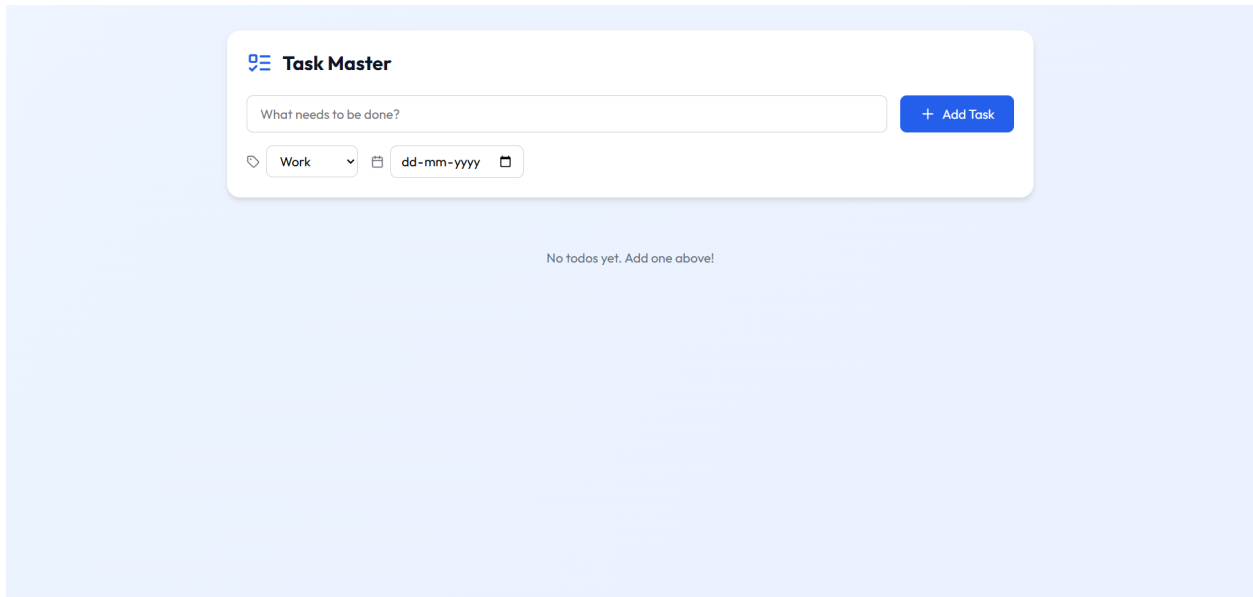 Task Master
What needs to be done?
Add Task
Work
dd-mm-yyyy
No todos yet. Add one above!